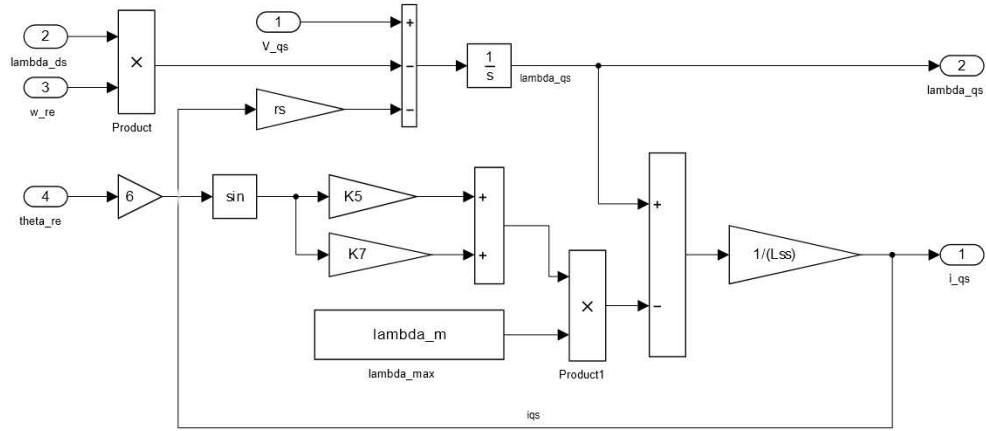 1
V_qs
2
lambda_ds
3
w_re
×
Product
+
−
−
1
s
lambda_qs
2
lambda_qs
rs
4
theta_re
6
sin
K5
K7
+
+
lambda_m
lambda_max
×
Product1
+
−
1/(Lss)
1
i_qs
iqs